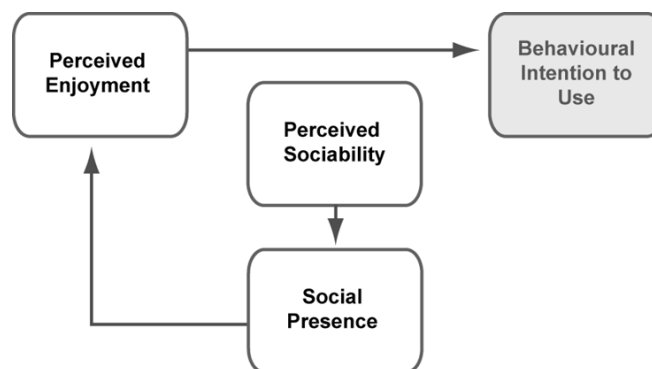 Perceived
Enjoyment
Behavioural
Intention to
Use
Perceived
Sociability
Social
Presence